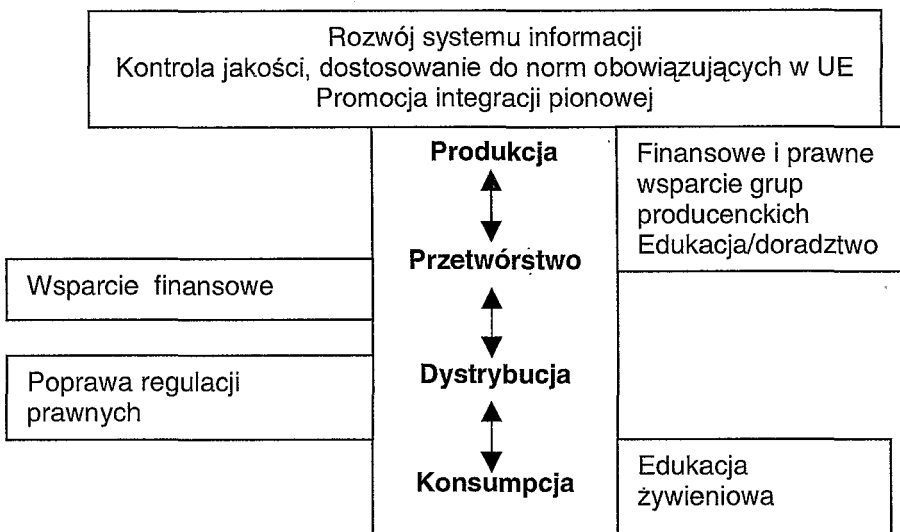 Rozwój systemu informacji
Kontrola jakości, dostosowanie do norm obowiązujących w UE
Promocja integracji pionowej
Produkcja
Finansowe i prawne
wsparcie grup
producenckich
Edukacja/doradztwo
Przetwórstwo
Wsparcie finansowe
Dystrybucja
Poprawa regulacji
prawnych
Konsumpcja
Edukacja
żywieniowa